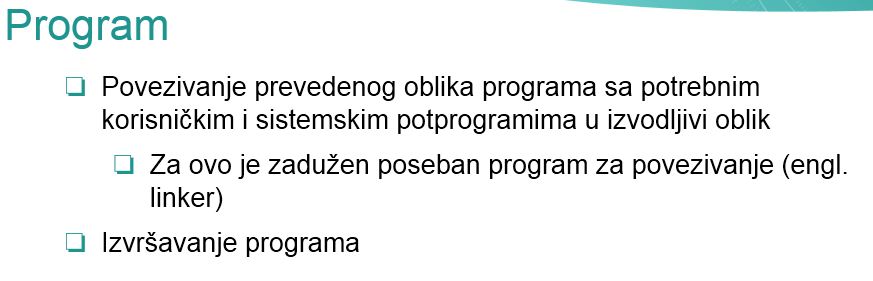 Program
Povezivanje prevedenog oblika programa sa potrebnim
korisničkim i sistemskim potprogramima u izvodljivi oblik
Za ovo je zadužen poseban program za povezivanje (engl.
linker)
Izvršavanje programa